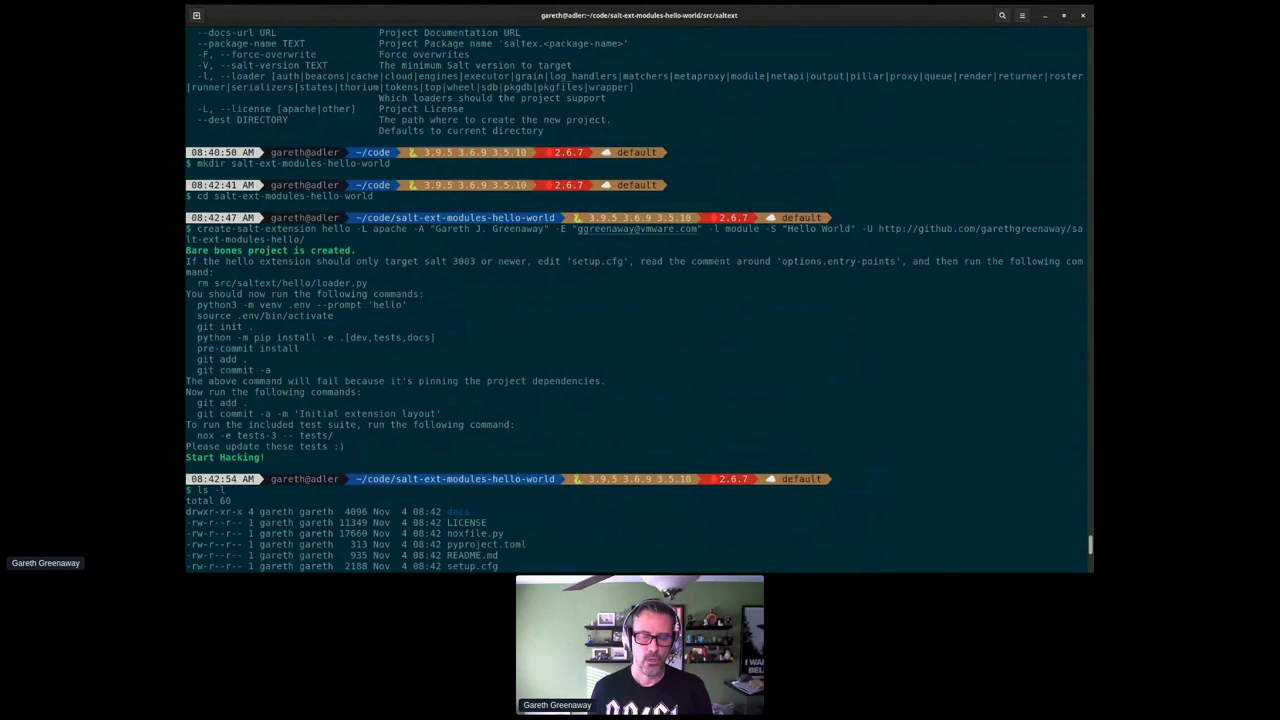 gareth@adler:~/code/salt-ext-modules-hello-world/src/saltext
--docs-url URL Project Documentation URL
--package-name TEXT Project Package name 'saltex.<package-name>'
-F, --force-overwrite Force overwrites
-V, --salt-version TEXT The minimum Salt version to target
-l, --loader [auth|beacons|cache|cloud|engines|executor|grain|log_handlers|matchers|metaproxy|module|netapi|output|pillar|proxy|queue|render|returner|roster
|runner|serializers|states|thorium|tokens|top|wheel|sdb|pkgdb|pkgfiles|wrapper]
Which loaders should the project support
-L, --license [apache|other] Project License
--dest DIRECTORY The path where to create the new project.
Defaults to current directory
08:40:50 AM gareth@adler ~/code 3.9.5 3.6.9 3.5.10 2.6.7 default
$ mkdir salt-ext-modules-hello-world
08:42:41 AM gareth@adler ~/code 3.9.5 3.6.9 3.5.10 2.6.7 default
$ cd salt-ext-modules-hello-world
08:42:47 AM gareth@adler ~/code/salt-ext-modules-hello-world 3.9.5 3.6.9 3.5.10 2.6.7 default
$ create-salt-extension hello -L apache -A "Gareth J. Greenaway" -E "ggreenaway@vmware.com" -l module -S "Hello World" -U http://github.com/garethgreenaway/sa
lt-ext-modules-hello/
Bare bones project is created.
If the hello extension should only target salt 3003 or newer, edit 'setup.cfg', read the comment around 'options.entry-points', and then run the following com
mand:
rm src/saltext/hello/loader.py
You should now run the following commands:
python3 -m venv .env --prompt 'hello'
source .env/bin/activate
git init .
python -m pip install -e .[dev,tests,docs]
pre-commit install
git add .
git commit -a
The above command will fail because it's pinning the project dependencies.
Now run the following commands:
git add .
git commit -a -m 'Initial extension layout'
To run the included test suite, run the following command:
nox -e tests-3 -- tests/
Please update these tests :)
Start Hacking!
08:42:54 AM gareth@adler ~/code/salt-ext-modules-hello-world 3.9.5 3.6.9 3.5.10 2.6.7 default
$ ls -l
total 60
drwxr-xr-x 4 gareth gareth 4096 Nov 4 08:42 docs
-rw-r--r-- 1 gareth gareth 11349 Nov 4 08:42 LICENSE
-rw-r--r-- 1 gareth gareth 17660 Nov 4 08:42 noxfile.py
-rw-r--r-- 1 gareth gareth 313 Nov 4 08:42 pyproject.toml
-rw-r--r-- 1 gareth gareth 935 Nov 4 08:42 README.md
-rw-r--r-- 1 gareth gareth 2188 Nov 4 08:42 setup.cfg
Gareth Greenaway
I WANT
Gareth Greenaway